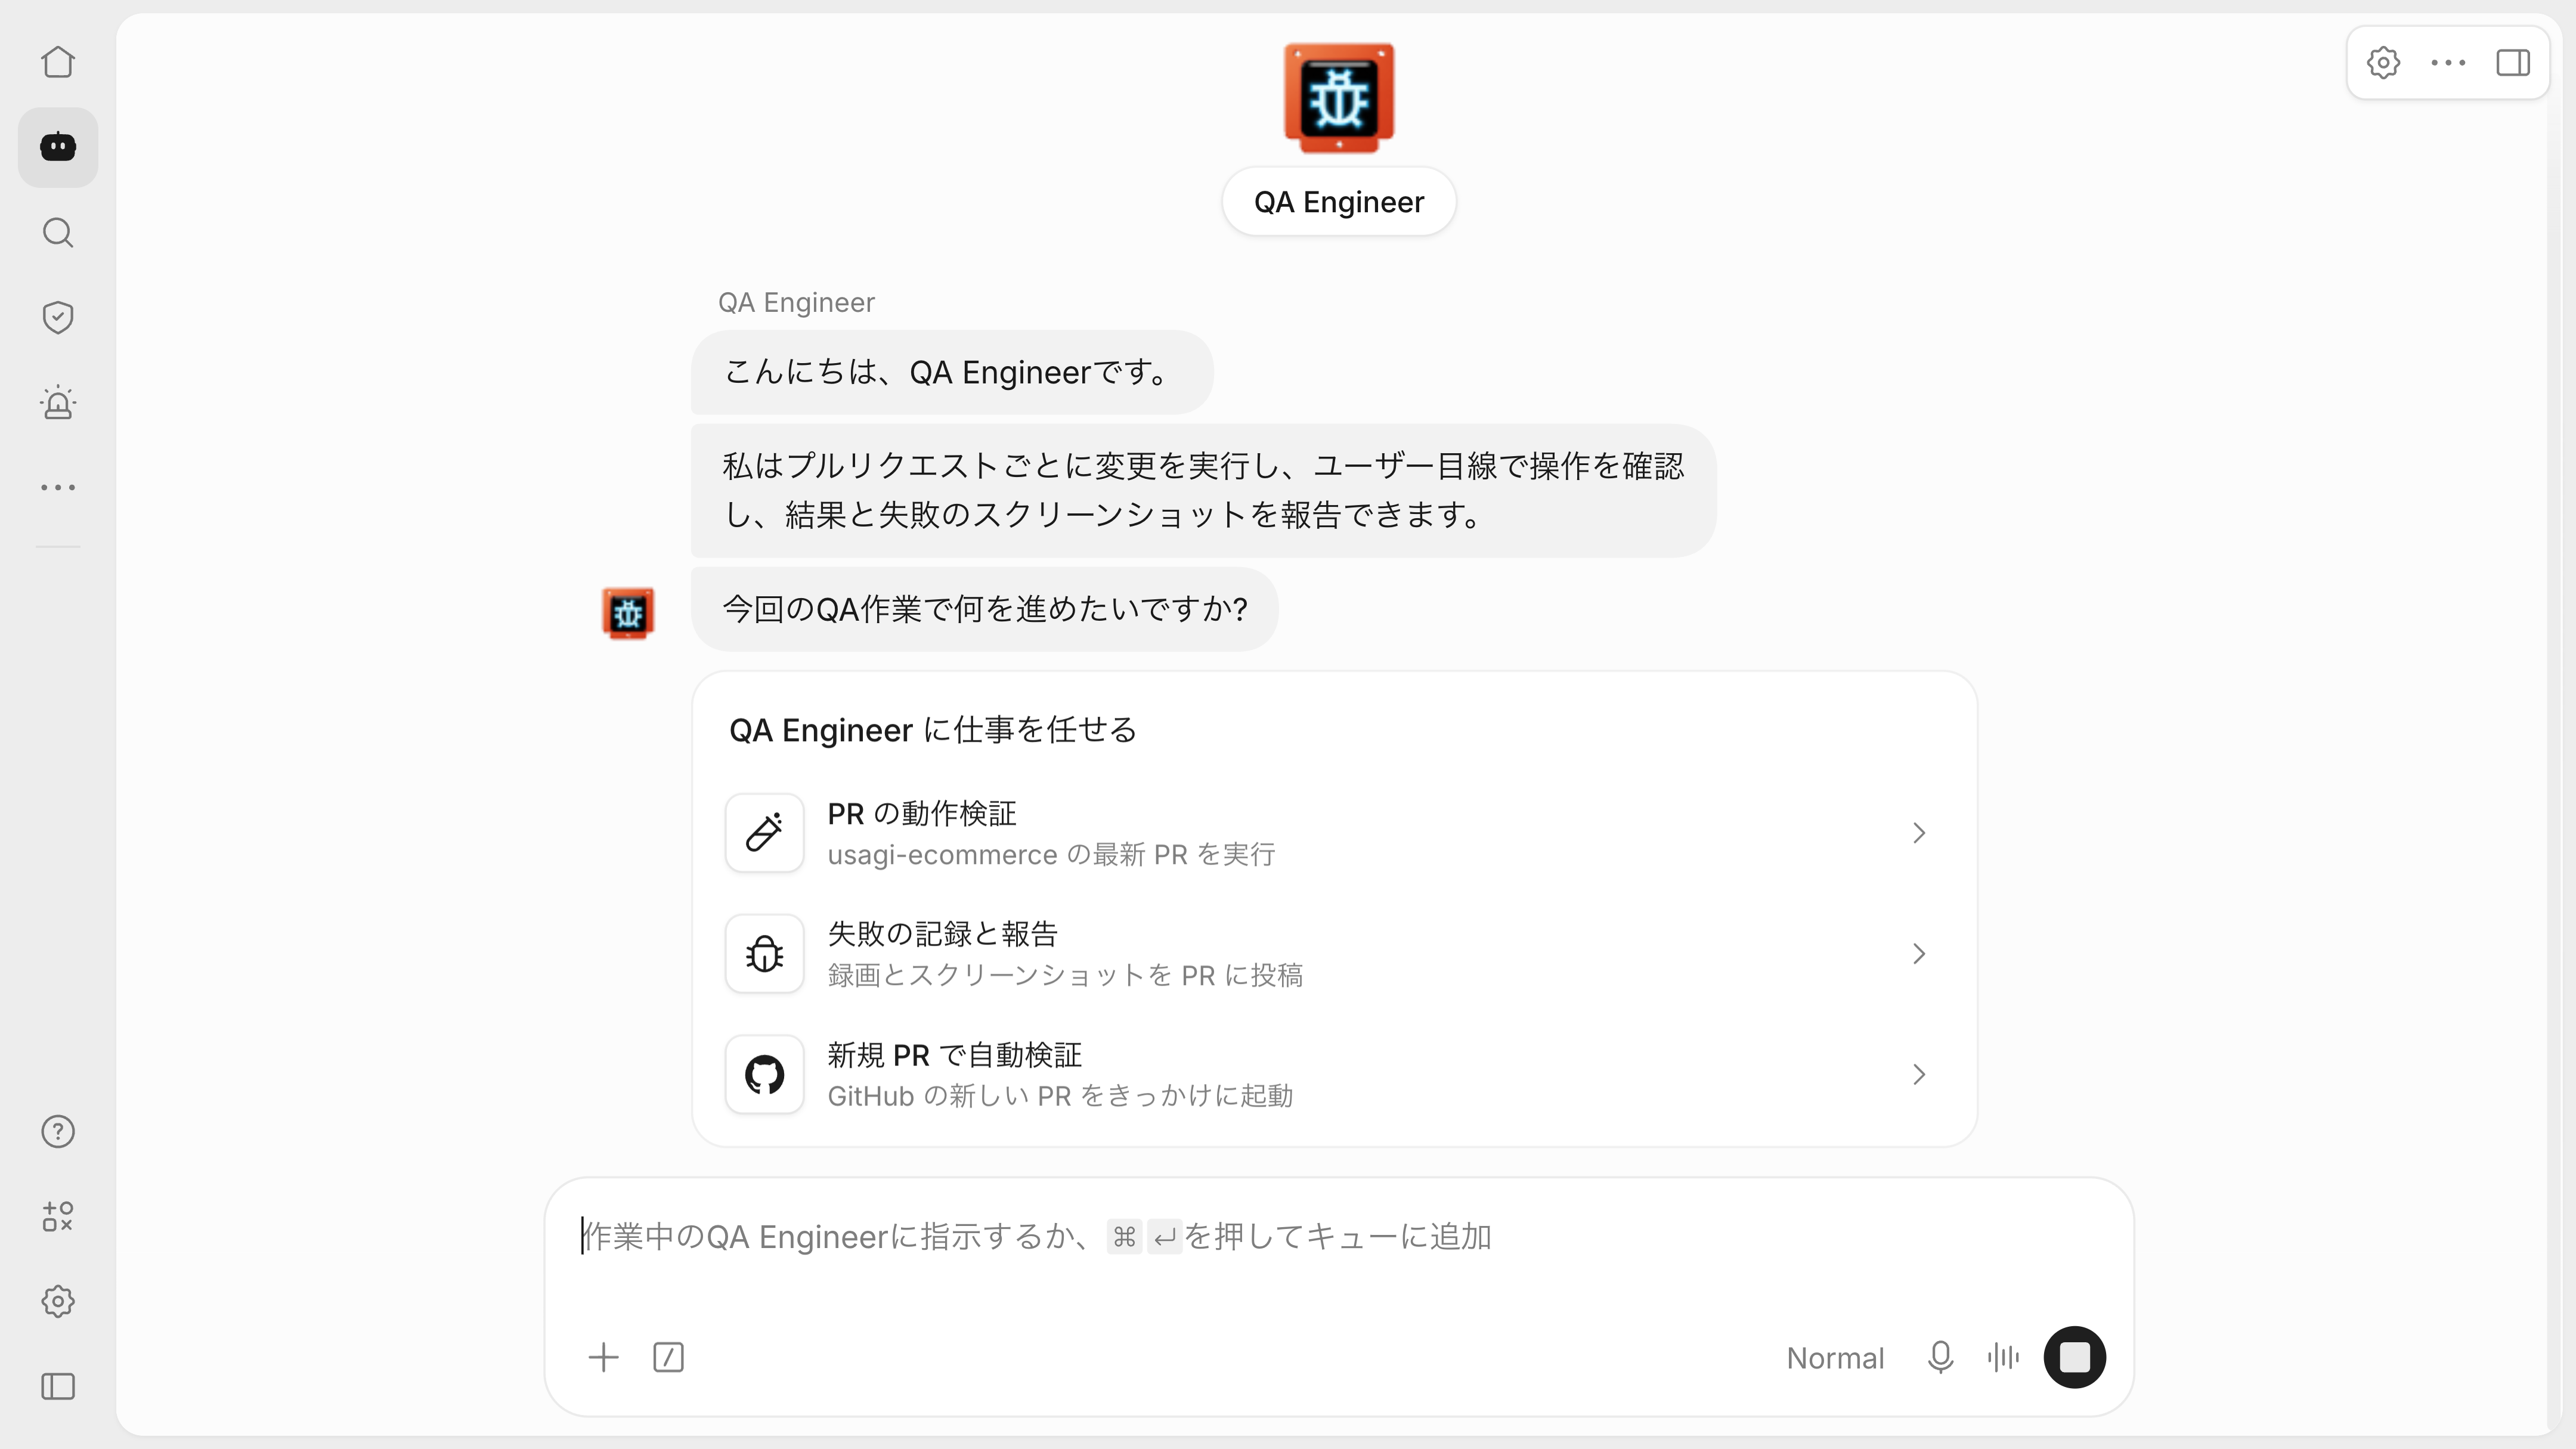 QA Engineer
QA Engineer
こんにちは、QA Engineerです。
私はプルリクエストごとに変更を実行し、ユーザー目線で操作を確認
し、結果と失敗のスクリーンショットを報告できます。
今回のQA作業で何を進めたいですか?
QA Engineer に仕事を任せる
PR の動作検証
usagi-ecommerce の最新 PR を実行
失敗の記録と報告
録画とスクリーンショットを PR に投稿
新規 PR で自動検証
GitHub の新しい PR をきっかけに起動
作業中のQA Engineerに指示するか、⌘↵を押してキューに追加
Normal